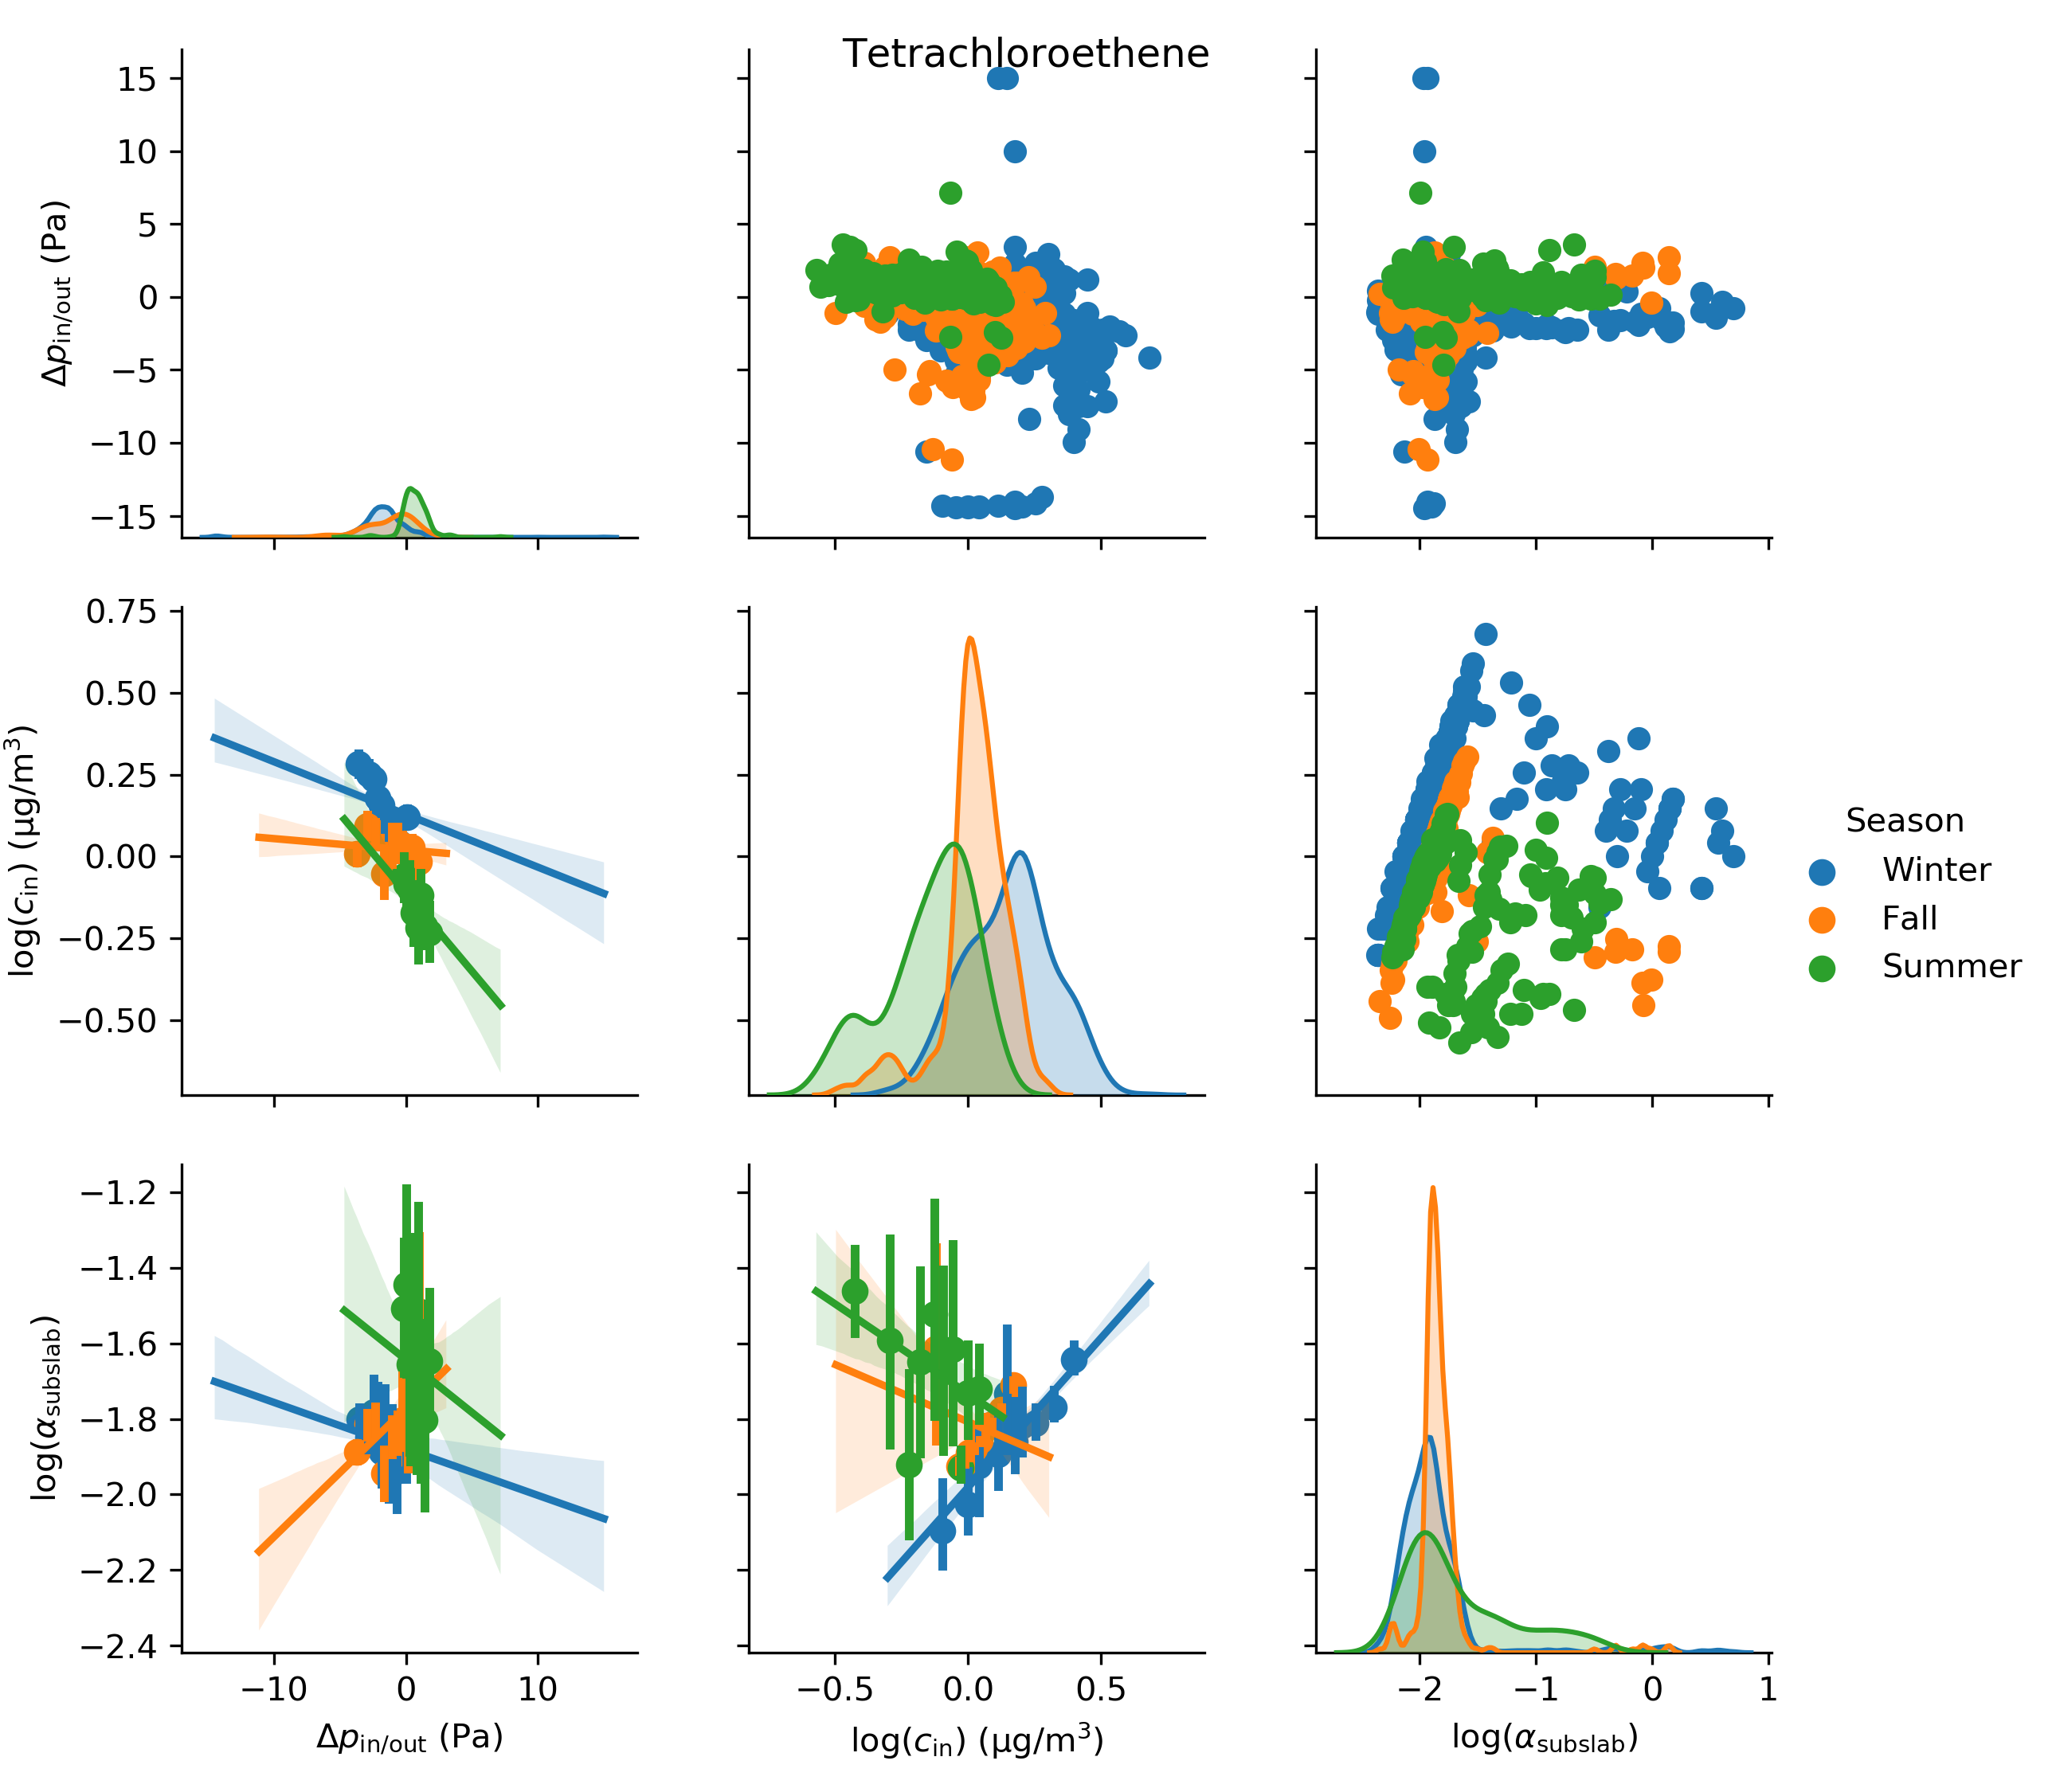 Tetrachloroethene
Δp_in/out (Pa)
15
10
5
0
−5
−10
−15
log(c_in) (µg/m³)
0.75
0.50
0.25
0.00
−0.25
−0.50
Season
Winter
Fall
Summer
log(α_subslab)
−1.2
−1.4
−1.6
−1.8
−2.0
−2.2
−2.4
−10 0 10
−0.5 0.0 0.5
−2 −1 0 1
Δp_in/out (Pa)
log(c_in) (µg/m³)
log(α_subslab)